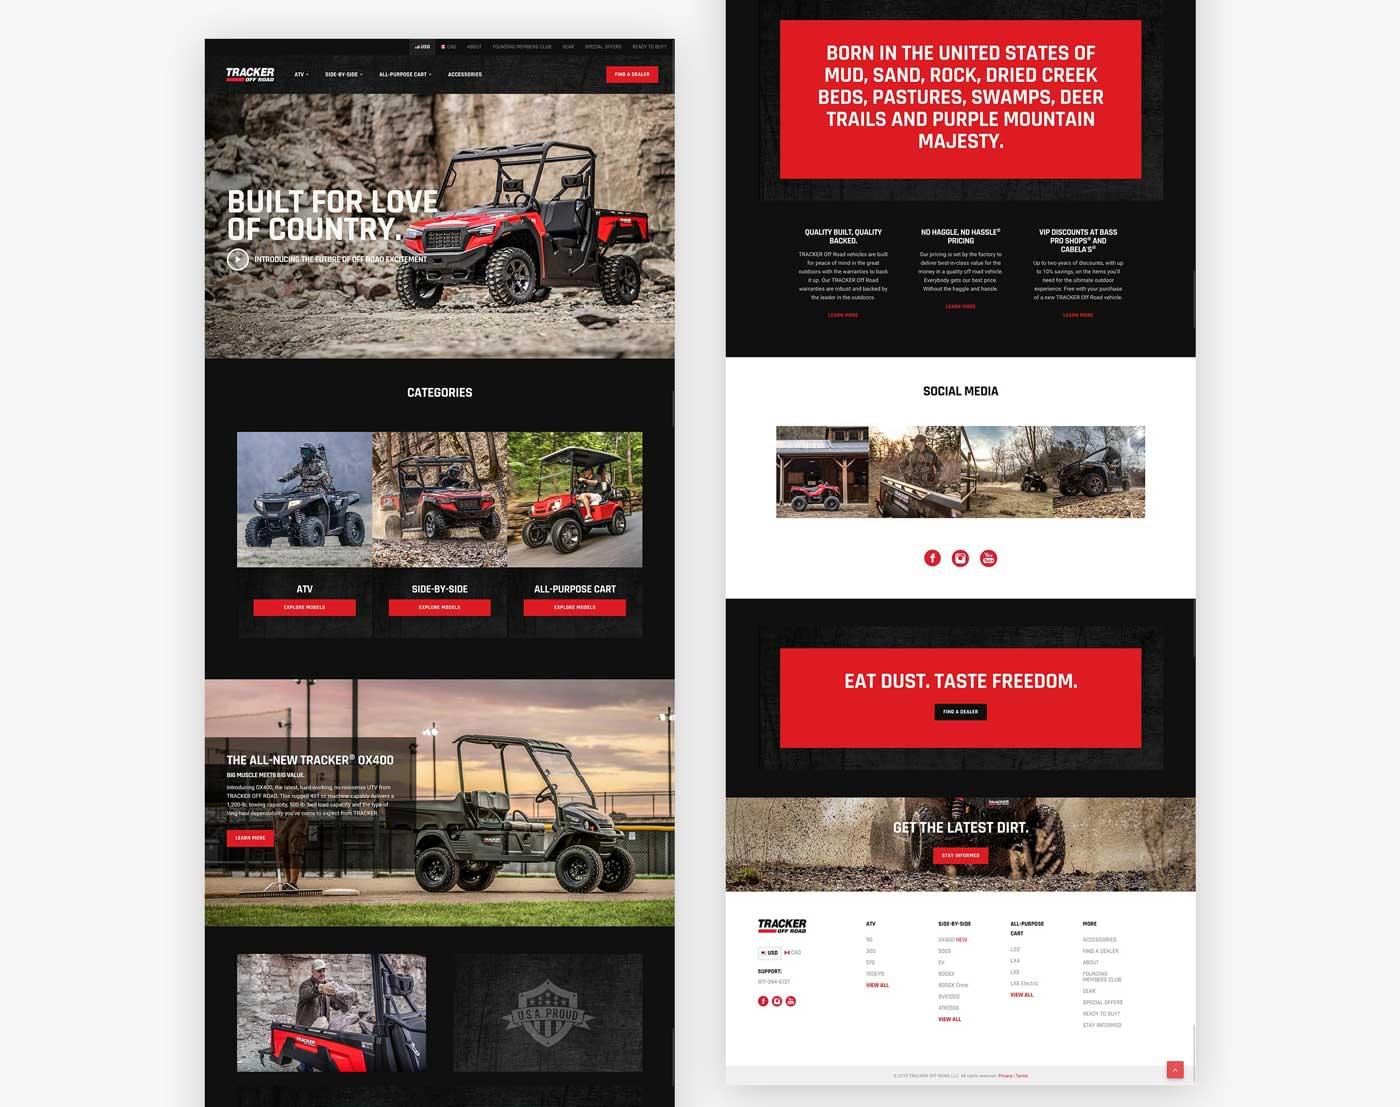 USD
CAD
ABOUT
FOUNDING MEMBERS CLUB
GEAR
SPECIAL OFFERS
READY TO BUY?
TRACKER
OFF ROAD
ATV
SIDE-BY-SIDE
ALL-PURPOSE CART
ACCESSORIES
FIND A DEALER
BUILT FOR LOVE
OF COUNTRY.
INTRODUCING THE FUTURE OF OFF ROAD EXCITEMENT
CATEGORIES
ATV
EXPLORE MODELS
SIDE-BY-SIDE
EXPLORE MODELS
ALL-PURPOSE CART
EXPLORE MODELS
THE ALL-NEW TRACKER® OX400
BIG MUSCLE MEETS BIG VALUE.
Introducing OX400, the latest, hard-working, no-nonsense UTV from
TRACKER OFF ROAD. This rugged 401 cc machine capably delivers a
1,200-lb. towing capacity, 500-lb. bed load capacity and the type of
long-haul dependability you've come to expect from TRACKER.
LEARN MORE
TRACKER
U.S.A. PROUD
BORN IN THE UNITED STATES OF
MUD, SAND, ROCK, DRIED CREEK
BEDS, PASTURES, SWAMPS, DEER
TRAILS AND PURPLE MOUNTAIN
MAJESTY.
QUALITY BUILT, QUALITY
BACKED.
TRACKER Off Road vehicles are built
for peace of mind in the great
outdoors with the warranties to back
it up. Our TRACKER Off Road
warranties are robust and backed by
the leader in the outdoors.
LEARN MORE
NO HAGGLE, NO HASSLE®
PRICING
Our pricing is set by the factory to
deliver best-in-class value for the
money in a quality off road vehicle.
Everybody gets our best price.
Without the haggle and hassle.
LEARN MORE
VIP DISCOUNTS AT BASS
PRO SHOPS® AND
CABELA'S®
Up to two years of discounts, with up
to 10% savings, on the items you'll
need for the ultimate outdoor
experience. Free with your purchase
of a new TRACKER Off Road vehicle.
LEARN MORE
SOCIAL MEDIA
You
Tube
EAT DUST. TASTE FREEDOM.
FIND A DEALER
TRACKER
GET THE LATEST DIRT.
STAY INFORMED
TRACKER
OFF ROAD
USD
CAD
SUPPORT:
877-394-6727
ATV
90
300
570
700EPS
VIEW ALL
SIDE-BY-SIDE
OX400 NEW
500S
EV
800SX
800SX Crew
SVX1000
XTR1000
VIEW ALL
ALL-PURPOSE
CART
LS2
LX4
LX6
LX6 Electric
VIEW ALL
MORE
ACCESSORIES
FIND A DEALER
ABOUT
FOUNDING
MEMBERS CLUB
GEAR
SPECIAL OFFERS
READY TO BUY?
STAY INFORMED
TRACKER OFF ROAD, LLC. All rights reserved. Privacy | Terms